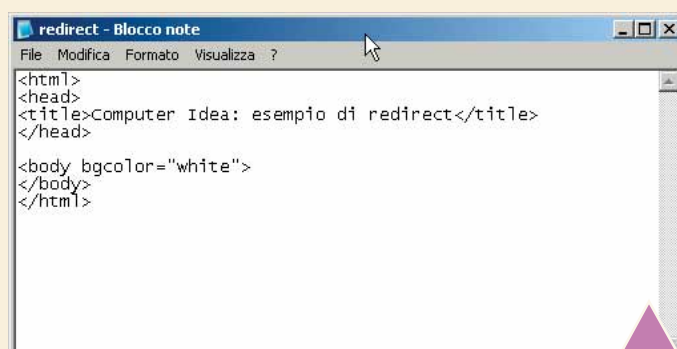 redirect - Blocco note
File Modifica Formato Visualizza ?
<html>
<head>
<title>Computer Idea: esempio di redirect</title>
</head>
<body bgcolor="white">
</body>
</html>